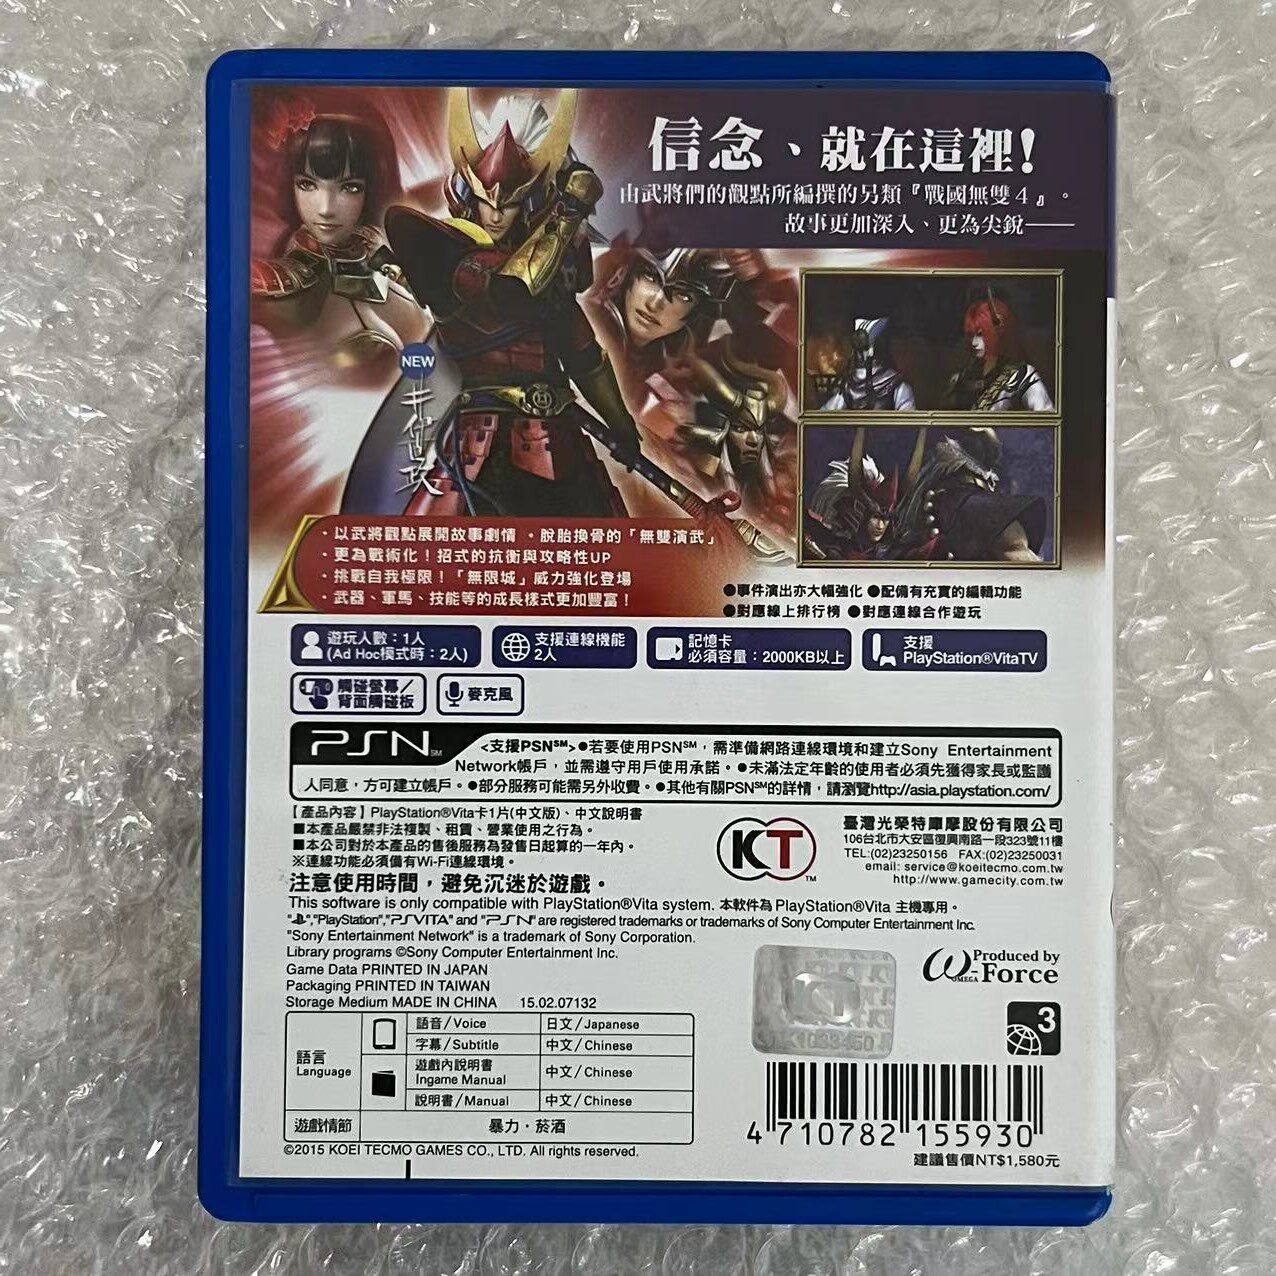 信念、就在這裡!
由武將們的觀點所編撰的另類『戰國無雙4』。
故事更加深入、更為尖銳——
NEW
井伊直政
・以武將觀點展開故事劇情・脫胎換骨的「無雙演武」
・更為戰術化!招式的抗衡與攻略性UP
・挑戰自我極限!「無限城」威力強化登場
・武器、軍馬、技能等的成長樣式更加豐富!
●事件演出亦大幅強化 ●配備有充實的編輯功能
●對應線上排行榜 ●對應連線合作遊玩
遊玩人數:1人
(Ad Hoc模式時:2人)
支援連線機能
2人
記憶卡
必須容量:2000KB以上
支援
PlayStation®VitaTV
觸碰螢幕/
背面觸碰板
麥克風
PSN℠
<支援PSN℠>●若要使用PSN℠,需準備網路連線環境和建立Sony Entertainment
Network帳戶,並需遵守用戶使用承諾。●未滿法定年齡的使用者必須先獲得家長或監護
人同意,方可建立帳戶。●部分服務可能需另外收費。●其他有關PSN℠的詳情,請瀏覽http://asia.playstation.com/
【產品內容】PlayStation®Vita卡1片(中文版)、中文說明書
■本產品嚴禁非法複製、租賃、營業使用之行為。
■本公司對於本產品的售後服務為發售日起算的一年內。
※連線功能必須備有Wi-Fi連線環境。
注意使用時間,避免沉迷於遊戲。
KT™
臺灣光榮特庫摩股份有限公司
106台北市大安區復興南路一段323號11樓
TEL:(02)23250156 FAX:(02)23250031
email: service@koeitecmo.com.tw
http://www.gamecity.com.tw
This software is only compatible with PlayStation®Vita system. 本軟件為 PlayStation®Vita 主機專用。
"","PlayStation","PSVITA" and "PSN" are registered trademarks or trademarks of Sony Computer Entertainment Inc.
"Sony Entertainment Network" is a trademark of Sony Corporation.
Library programs ©Sony Computer Entertainment Inc.
Game Data PRINTED IN JAPAN
Packaging PRINTED IN TAIWAN
Storage Medium MADE IN CHINA 15.02.07132
Produced by
ω-Force
OMEGA
3
語言
Language
語音/Voice 日文/Japanese
字幕/Subtitle 中文/Chinese
遊戲內說明書
Ingame Manual 中文/Chinese
說明書/Manual 中文/Chinese
遊戲情節 暴力・菸酒
©2015 KOEI TECMO GAMES CO., LTD. All rights reserved.
4 710782 155930
建議售價NT$1,580元